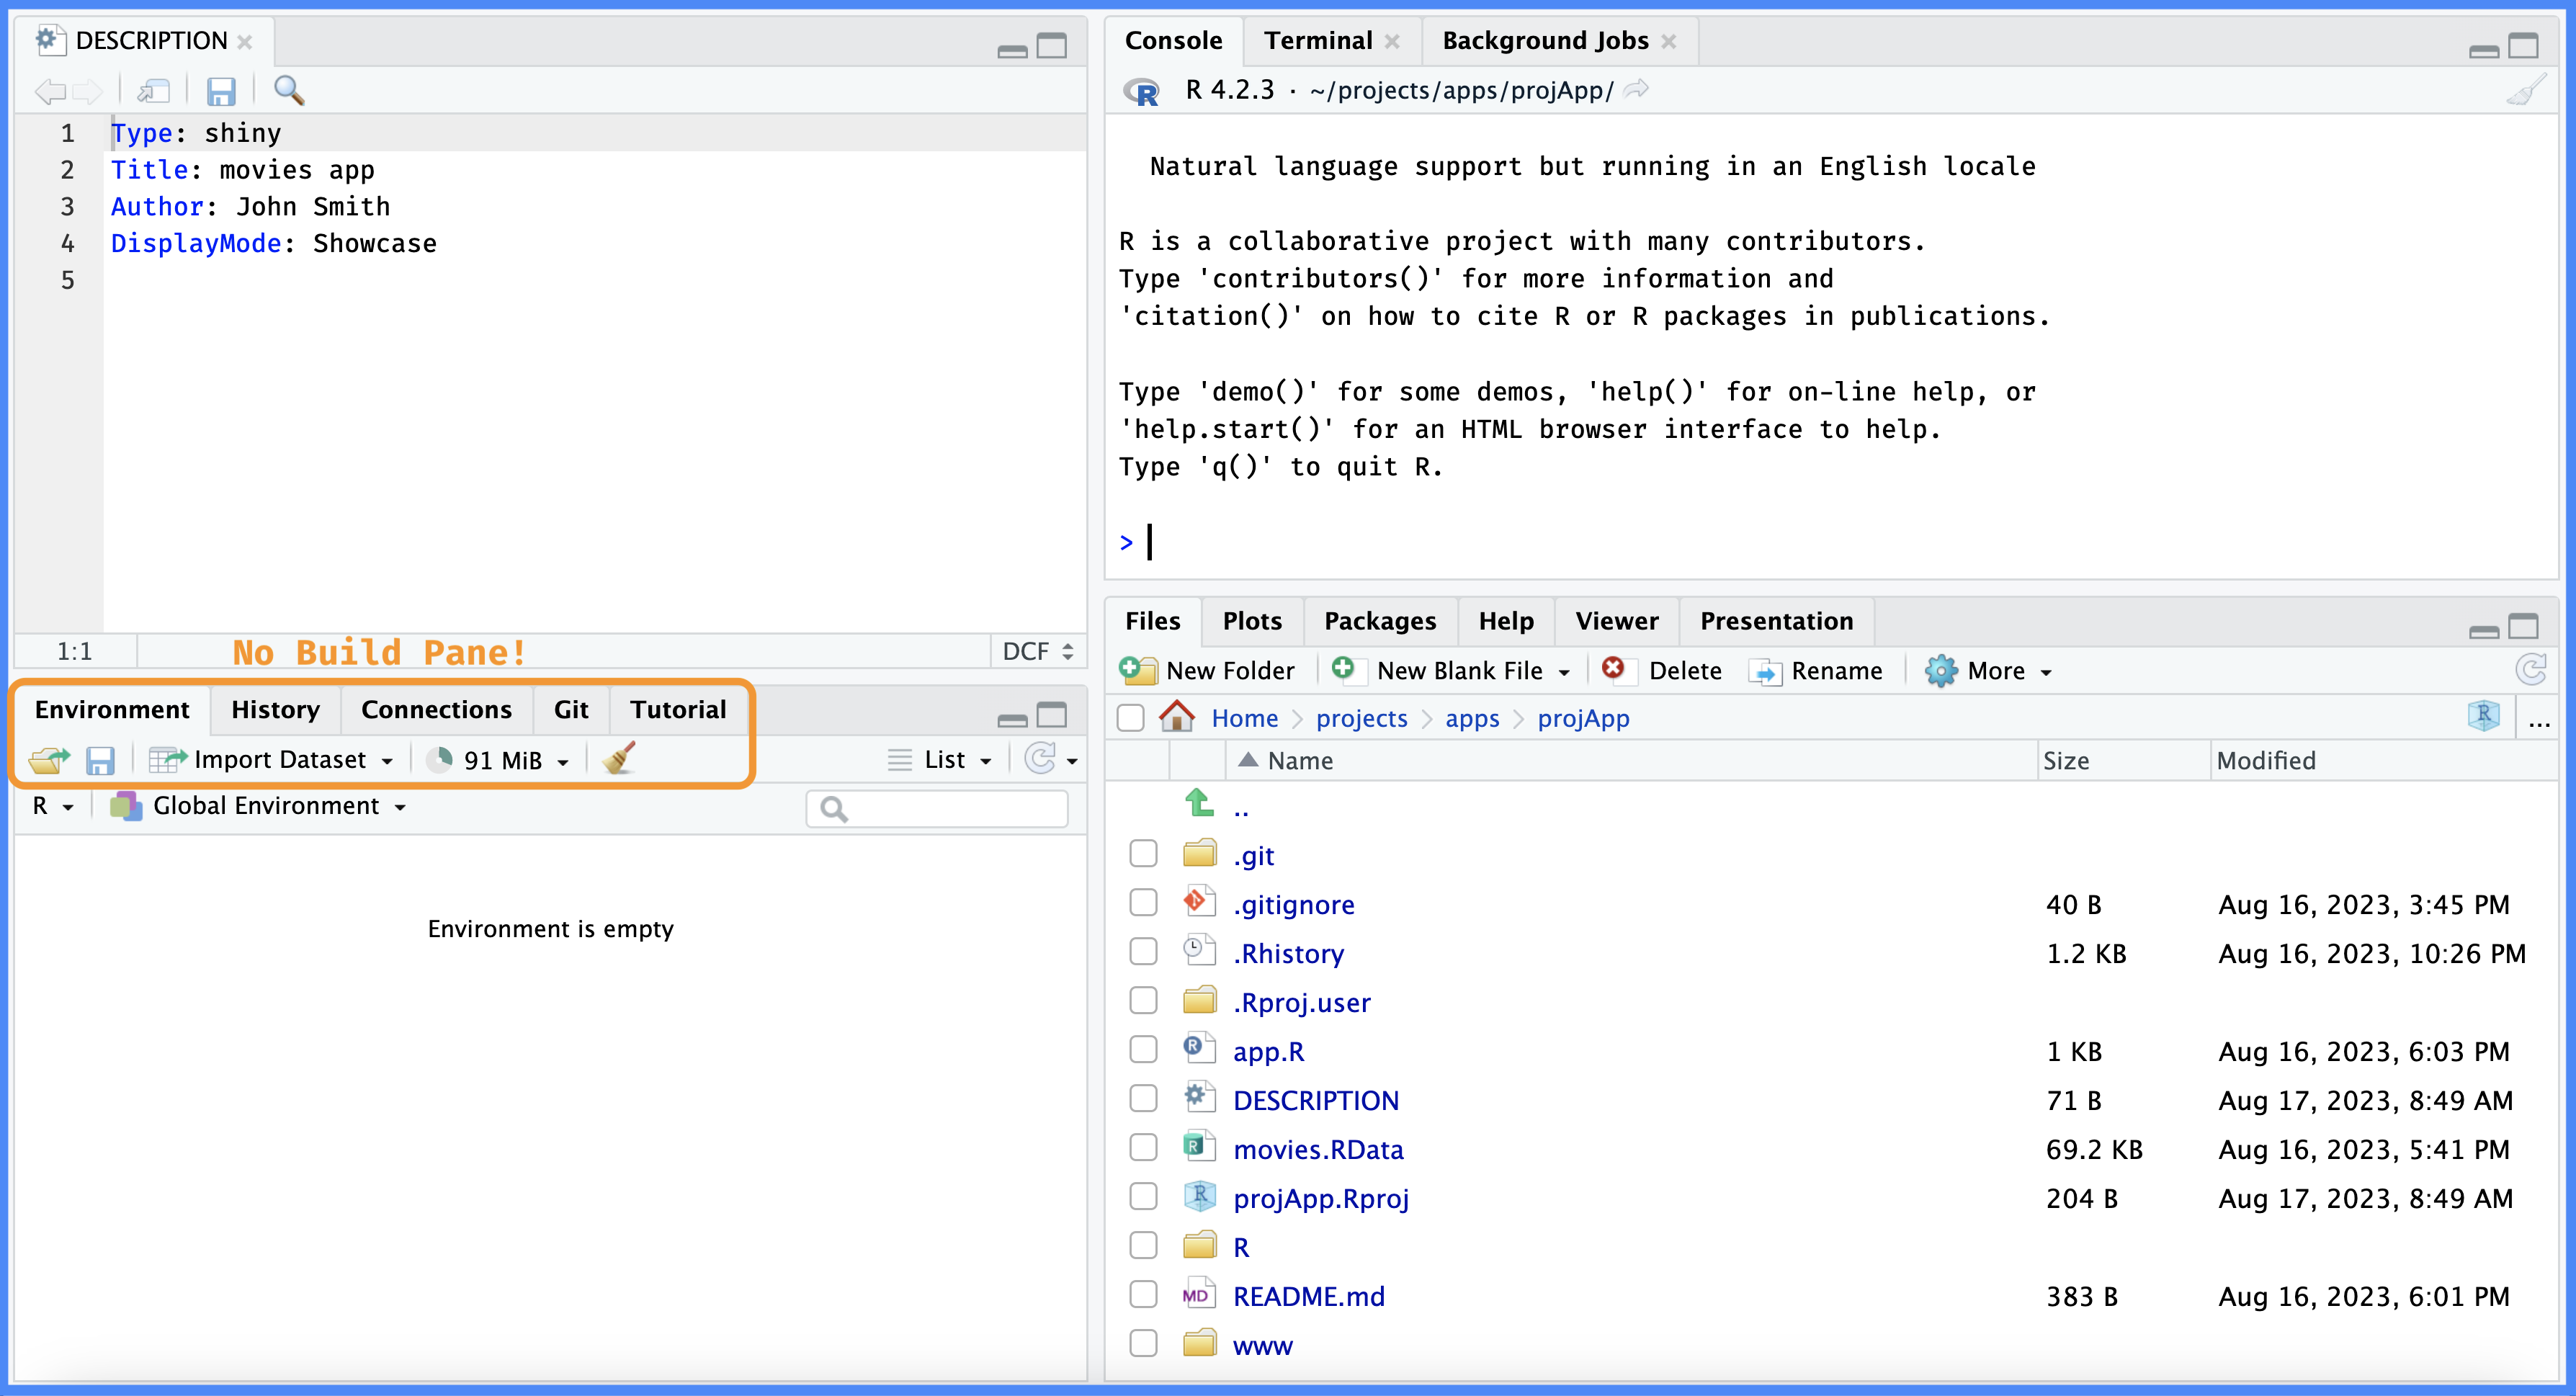 DESCRIPTION
1 Type: shiny
2 Title: movies app
3 Author: John Smith
4 DisplayMode: Showcase
5
1:1 No Build Pane! DCF
Environment History Connections Git Tutorial
Import Dataset 91 MiB List
R Global Environment
Environment is empty
Console Terminal Background Jobs
R 4.2.3 · ~/projects/apps/projApp/
Natural language support but running in an English locale
R is a collaborative project with many contributors.
Type 'contributors()' for more information and
'citation()' on how to cite R or R packages in publications.
Type 'demo()' for some demos, 'help()' for on-line help, or
'help.start()' for an HTML browser interface to help.
Type 'q()' to quit R.
>
Files Plots Packages Help Viewer Presentation
New Folder New Blank File Delete Rename More
Home projects apps projApp ...
Name Size Modified
..
.git
.gitignore 40 B Aug 16, 2023, 3:45 PM
.Rhistory 1.2 KB Aug 16, 2023, 10:26 PM
.Rproj.user
app.R 1 KB Aug 16, 2023, 6:03 PM
DESCRIPTION 71 B Aug 17, 2023, 8:49 AM
movies.RData 69.2 KB Aug 16, 2023, 5:41 PM
projApp.Rproj 204 B Aug 17, 2023, 8:49 AM
R
README.md 383 B Aug 16, 2023, 6:01 PM
www